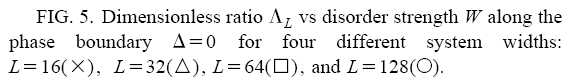 FIG. 5. Dimensionless ratio Λ_L vs disorder strength W along the
phase boundary Δ=0 for four different system widths:
L=16(×), L=32(△), L=64(□), and L=128(○).